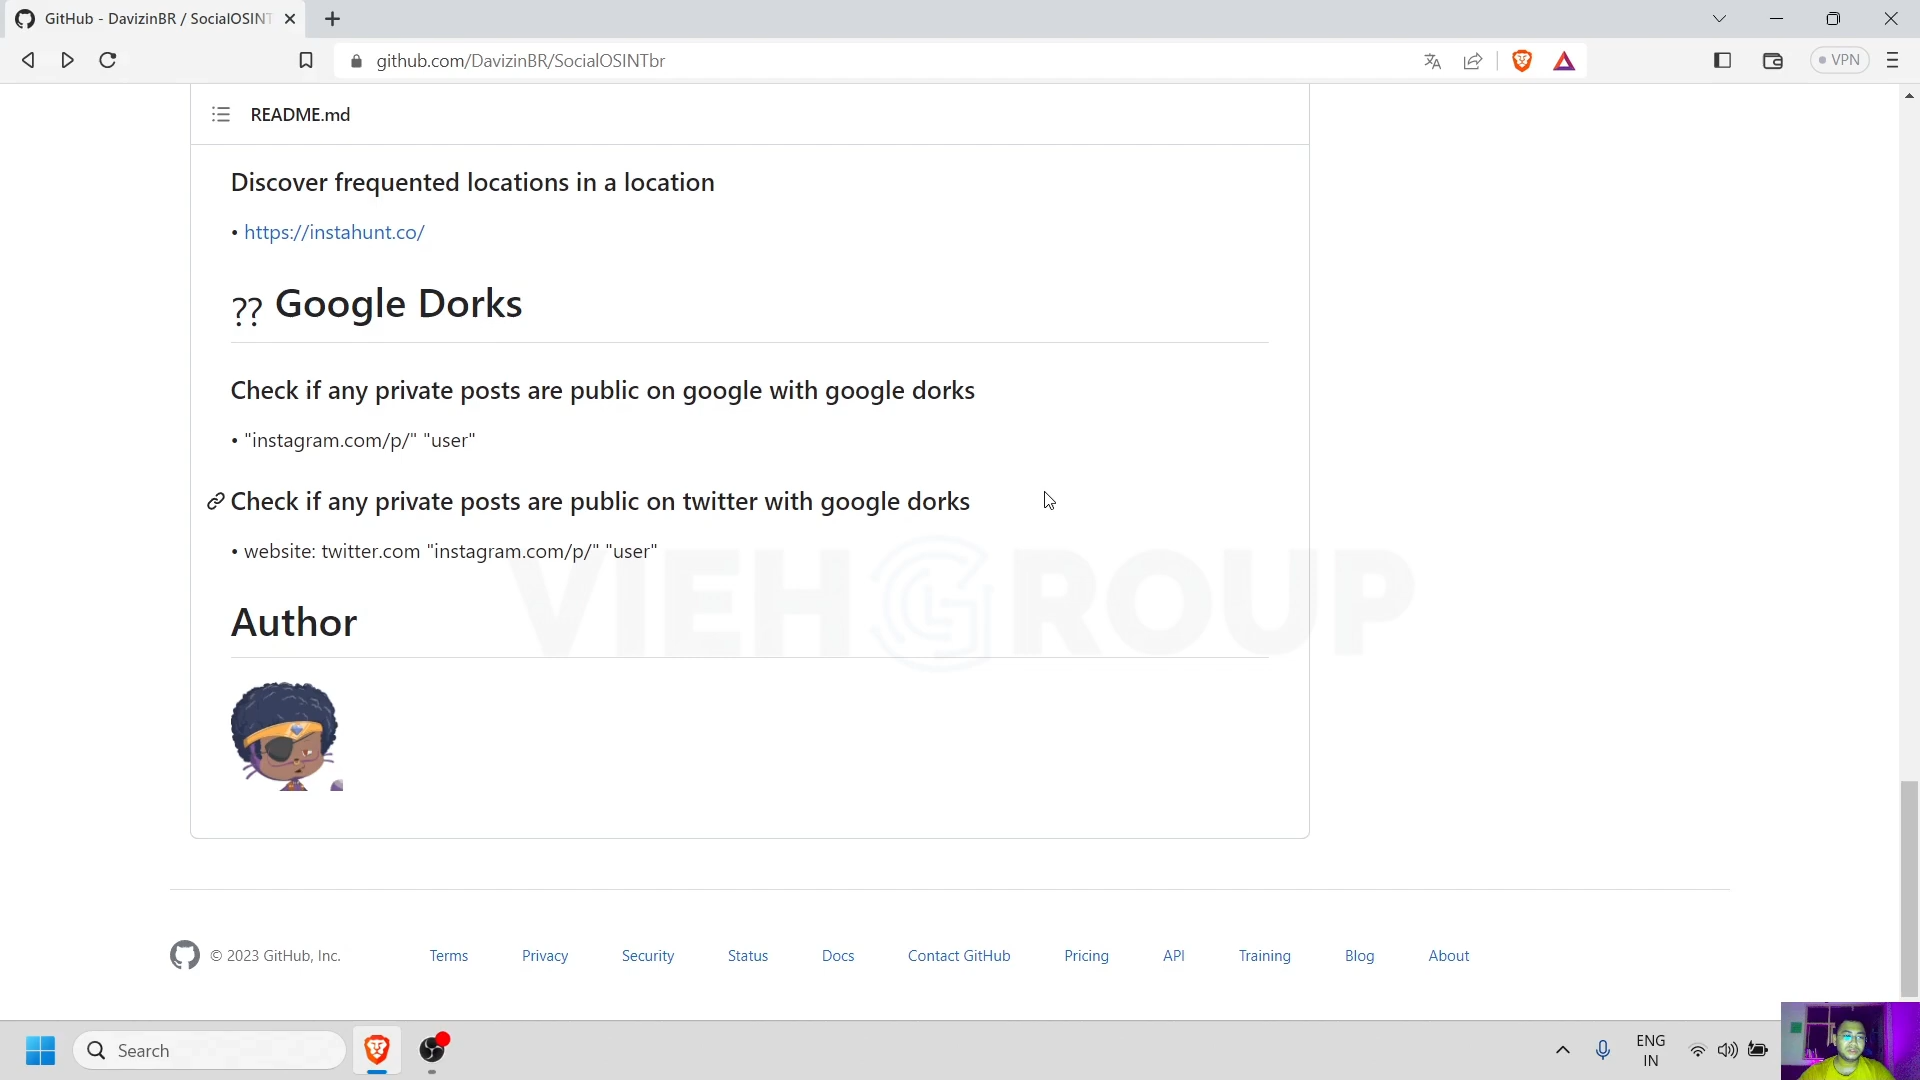 GitHub - DavizinBR / SocialOSINT
github.com/DavizinBR/SocialOSINTbr
VPN
README.md
Discover frequented locations in a location
• https://instahunt.co/
?? Google Dorks
Check if any private posts are public on google with google dorks
• "instagram.com/p/" "user"
Check if any private posts are public on twitter with google dorks
• website: twitter.com "instagram.com/p/" "user"
VIEH GROUP
Author
© 2023 GitHub, Inc. Terms Privacy Security Status Docs Contact GitHub Pricing API Training Blog About
Search
ENG
IN